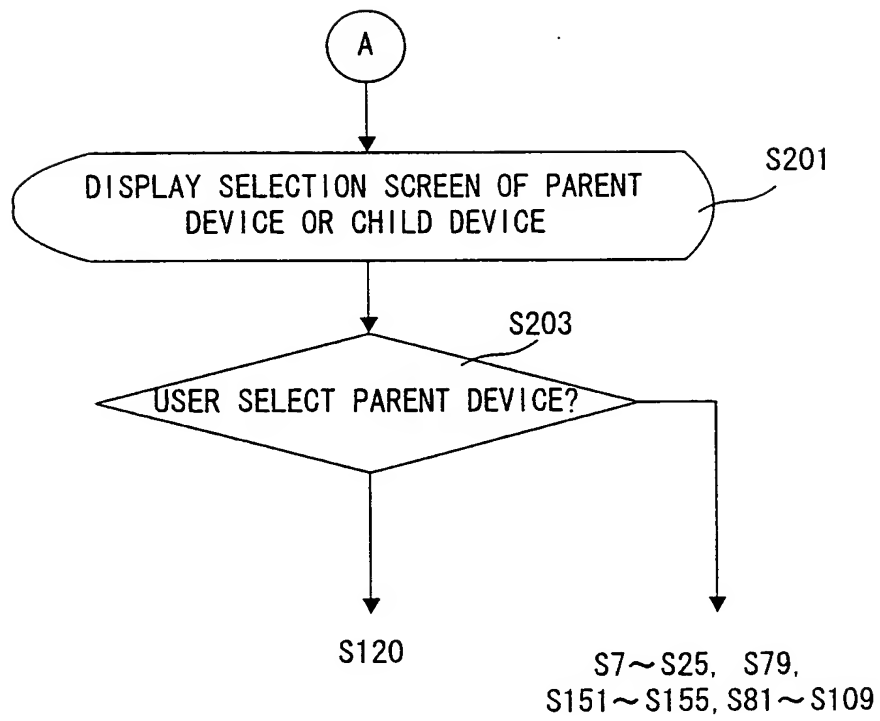 A
DISPLAY SELECTION SCREEN OF PARENT
DEVICE OR CHILD DEVICE
S201
S203
USER SELECT PARENT DEVICE?
S120
S7～S25, S79,
S151～S155, S81～S109